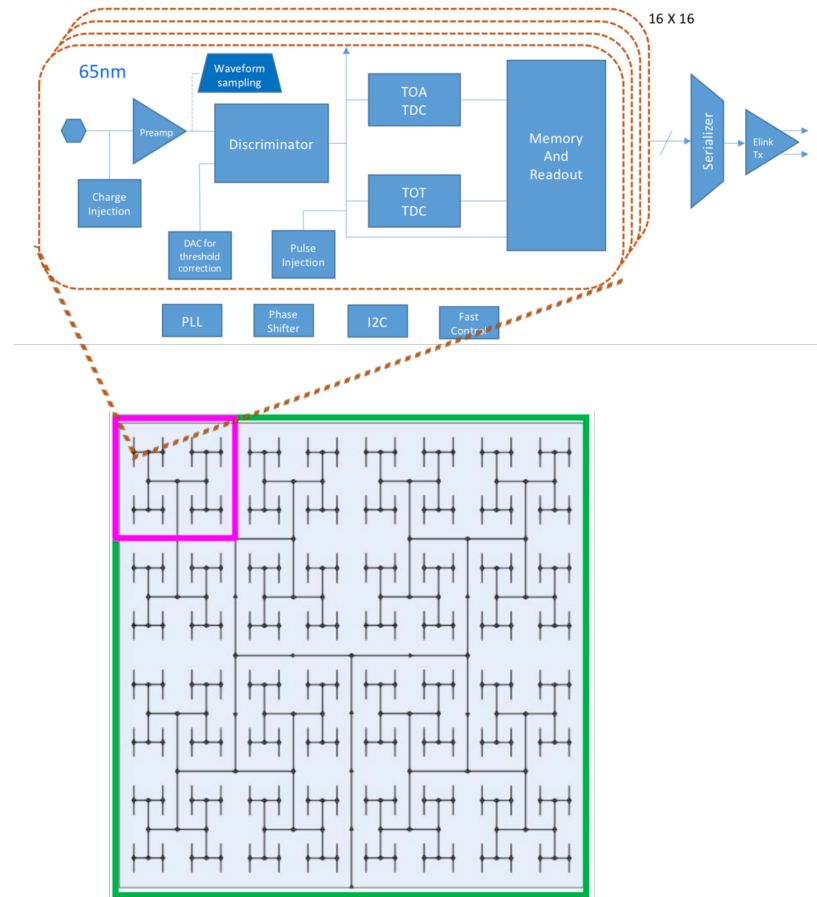 16 X 16
65nm
Waveform
sampling
Preamp
Discriminator
TOA
TDC
TOT
TDC
Memory
And
Readout
Serializer
Elink
Tx
Charge
Injection
DAC for
threshold
correction
Pulse
Injection
PLL
Phase
Shifter
I2C
Fast
Control